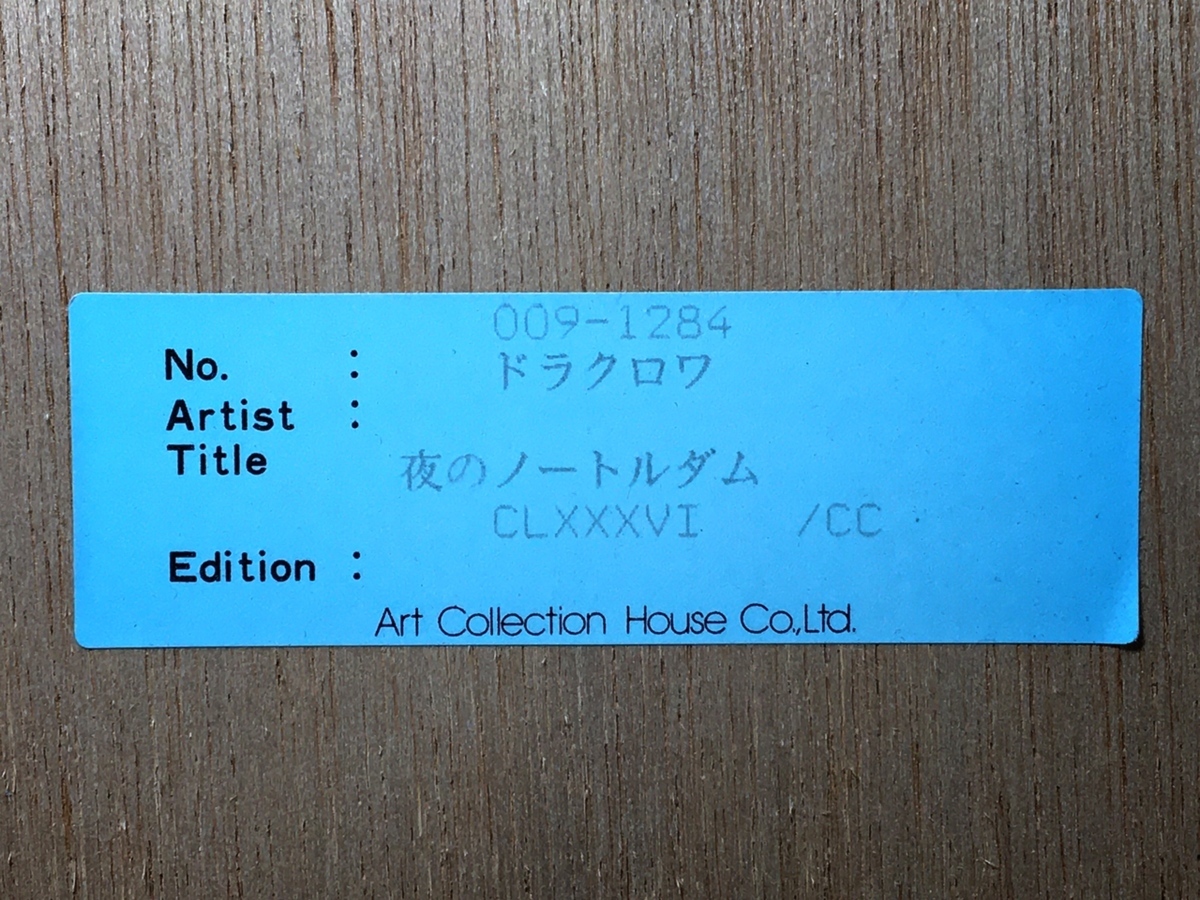 009-1284
No. : ドラクロワ
Artist :
Title 夜のノートルダム
CLXXXVI /CC
Edition :
Art Collection House Co.,Ltd.